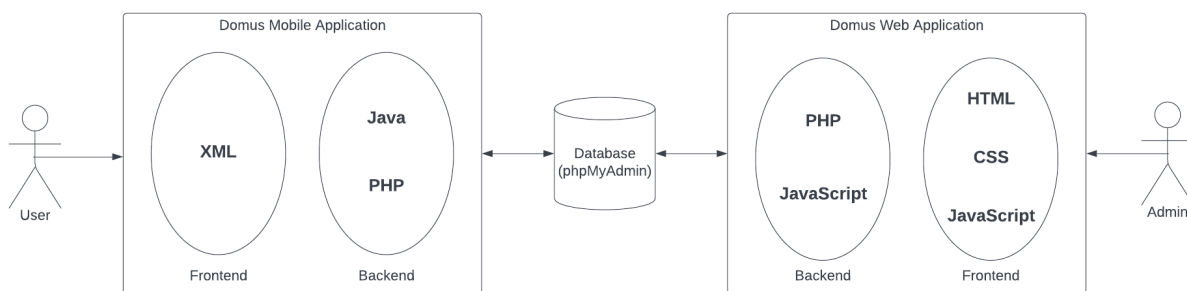 Domus Mobile Application
Domus Web Application
XML
Java
PHP
Frontend
Backend
User
Database
(phpMyAdmin)
PHP
JavaScript
HTML
CSS
JavaScript
Backend
Frontend
Admin